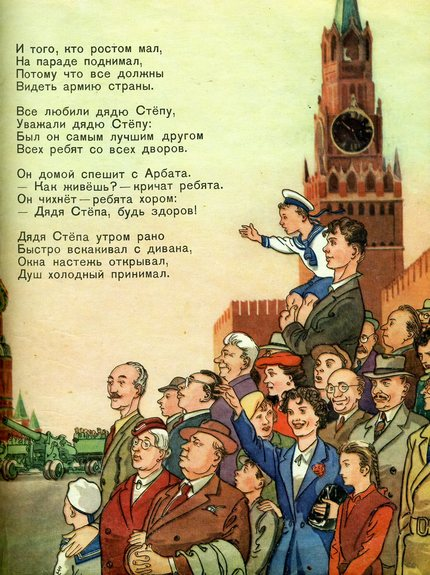 И того, кто ростом мал,
На параде поднимал,
Потому что все должны
Видеть армию страны.
Все любили дядю Стёпу,
Уважали дядю Стёпу:
Был он самым лучшим другом
Всех ребят со всех дворов.
Он домой спешит с Арбата.
— Как живёшь? — кричат ребята.
Он чихнёт — ребята хором:
— Дядя Стёпа, будь здоров!
Дядя Стёпа утром рано
Быстро вскакивал с дивана,
Окна настежь открывал,
Душ холодный принимал.